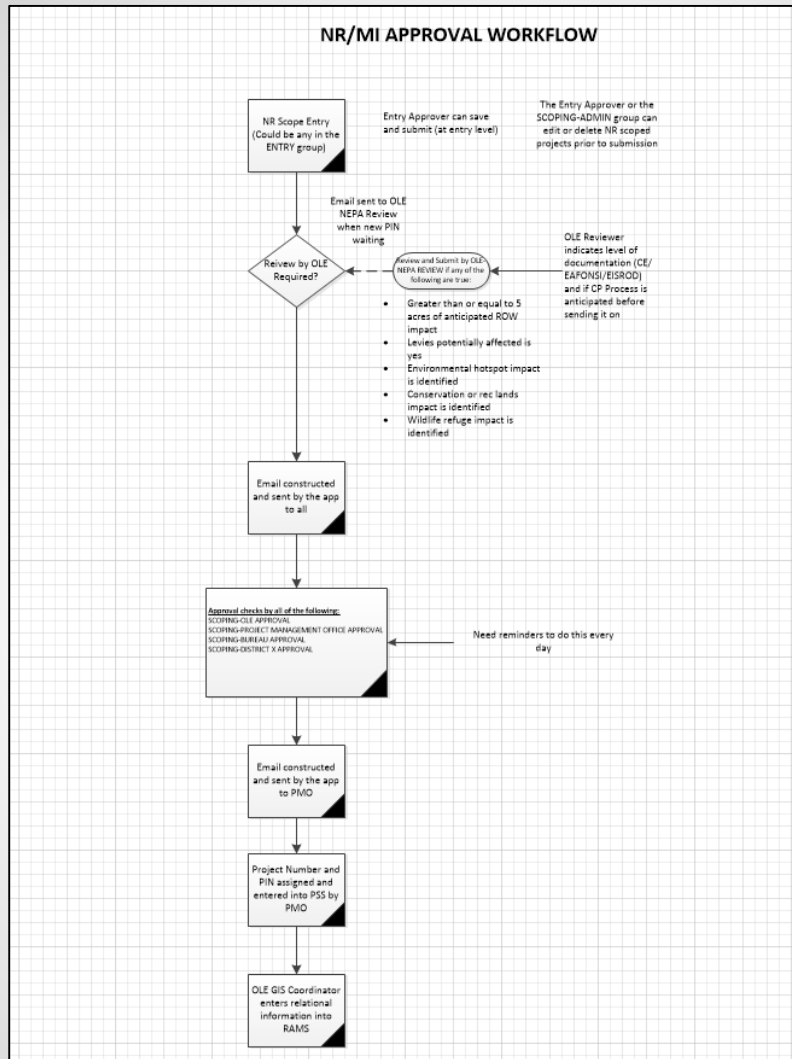 NR/MI APPROVAL WORKFLOW
NR Scope Entry
(Could be any in the
ENTRY group)
Entry Approver can save
and submit (at entry level)
The Entry Approver or the
SCOPING-ADMIN group can
edit or delete NR scoped
projects prior to submission
Email sent to OLE
NEPA Review
when new PIN
waiting
Reivew by OLE
Required?
Review and Submit by OLE-
NEPA REVIEW if any of the
following are true:
OLE Reviewer
indicates level of
documentation (CE/
EAFONSI/EISROD)
and if CP Process is
anticipated before
sending it on
• Greater than or equal to 5
acres of anticipated ROW
impact
• Levies potentially affected is
yes
• Environmental hotspot impact
is identified
• Conservation or rec lands
impact is identified
• Wildlife refuge impact is
identified
Email constructed
and sent by the app
to all
Approval checks by all of the following:
SCOPING-OLE APPROVAL
SCOPING-PROJECT MANAGEMENT OFFICE APPROVAL
SCOPING-BUREAU APPROVAL
SCOPING-DISTRICT X APPROVAL
Need reminders to do this every
day
Email constructed
and sent by the app
to PMO
Project Number and
PIN assigned and
entered into PSS by
PMO
OLE GIS Coordinator
enters relational
information into
RAMS